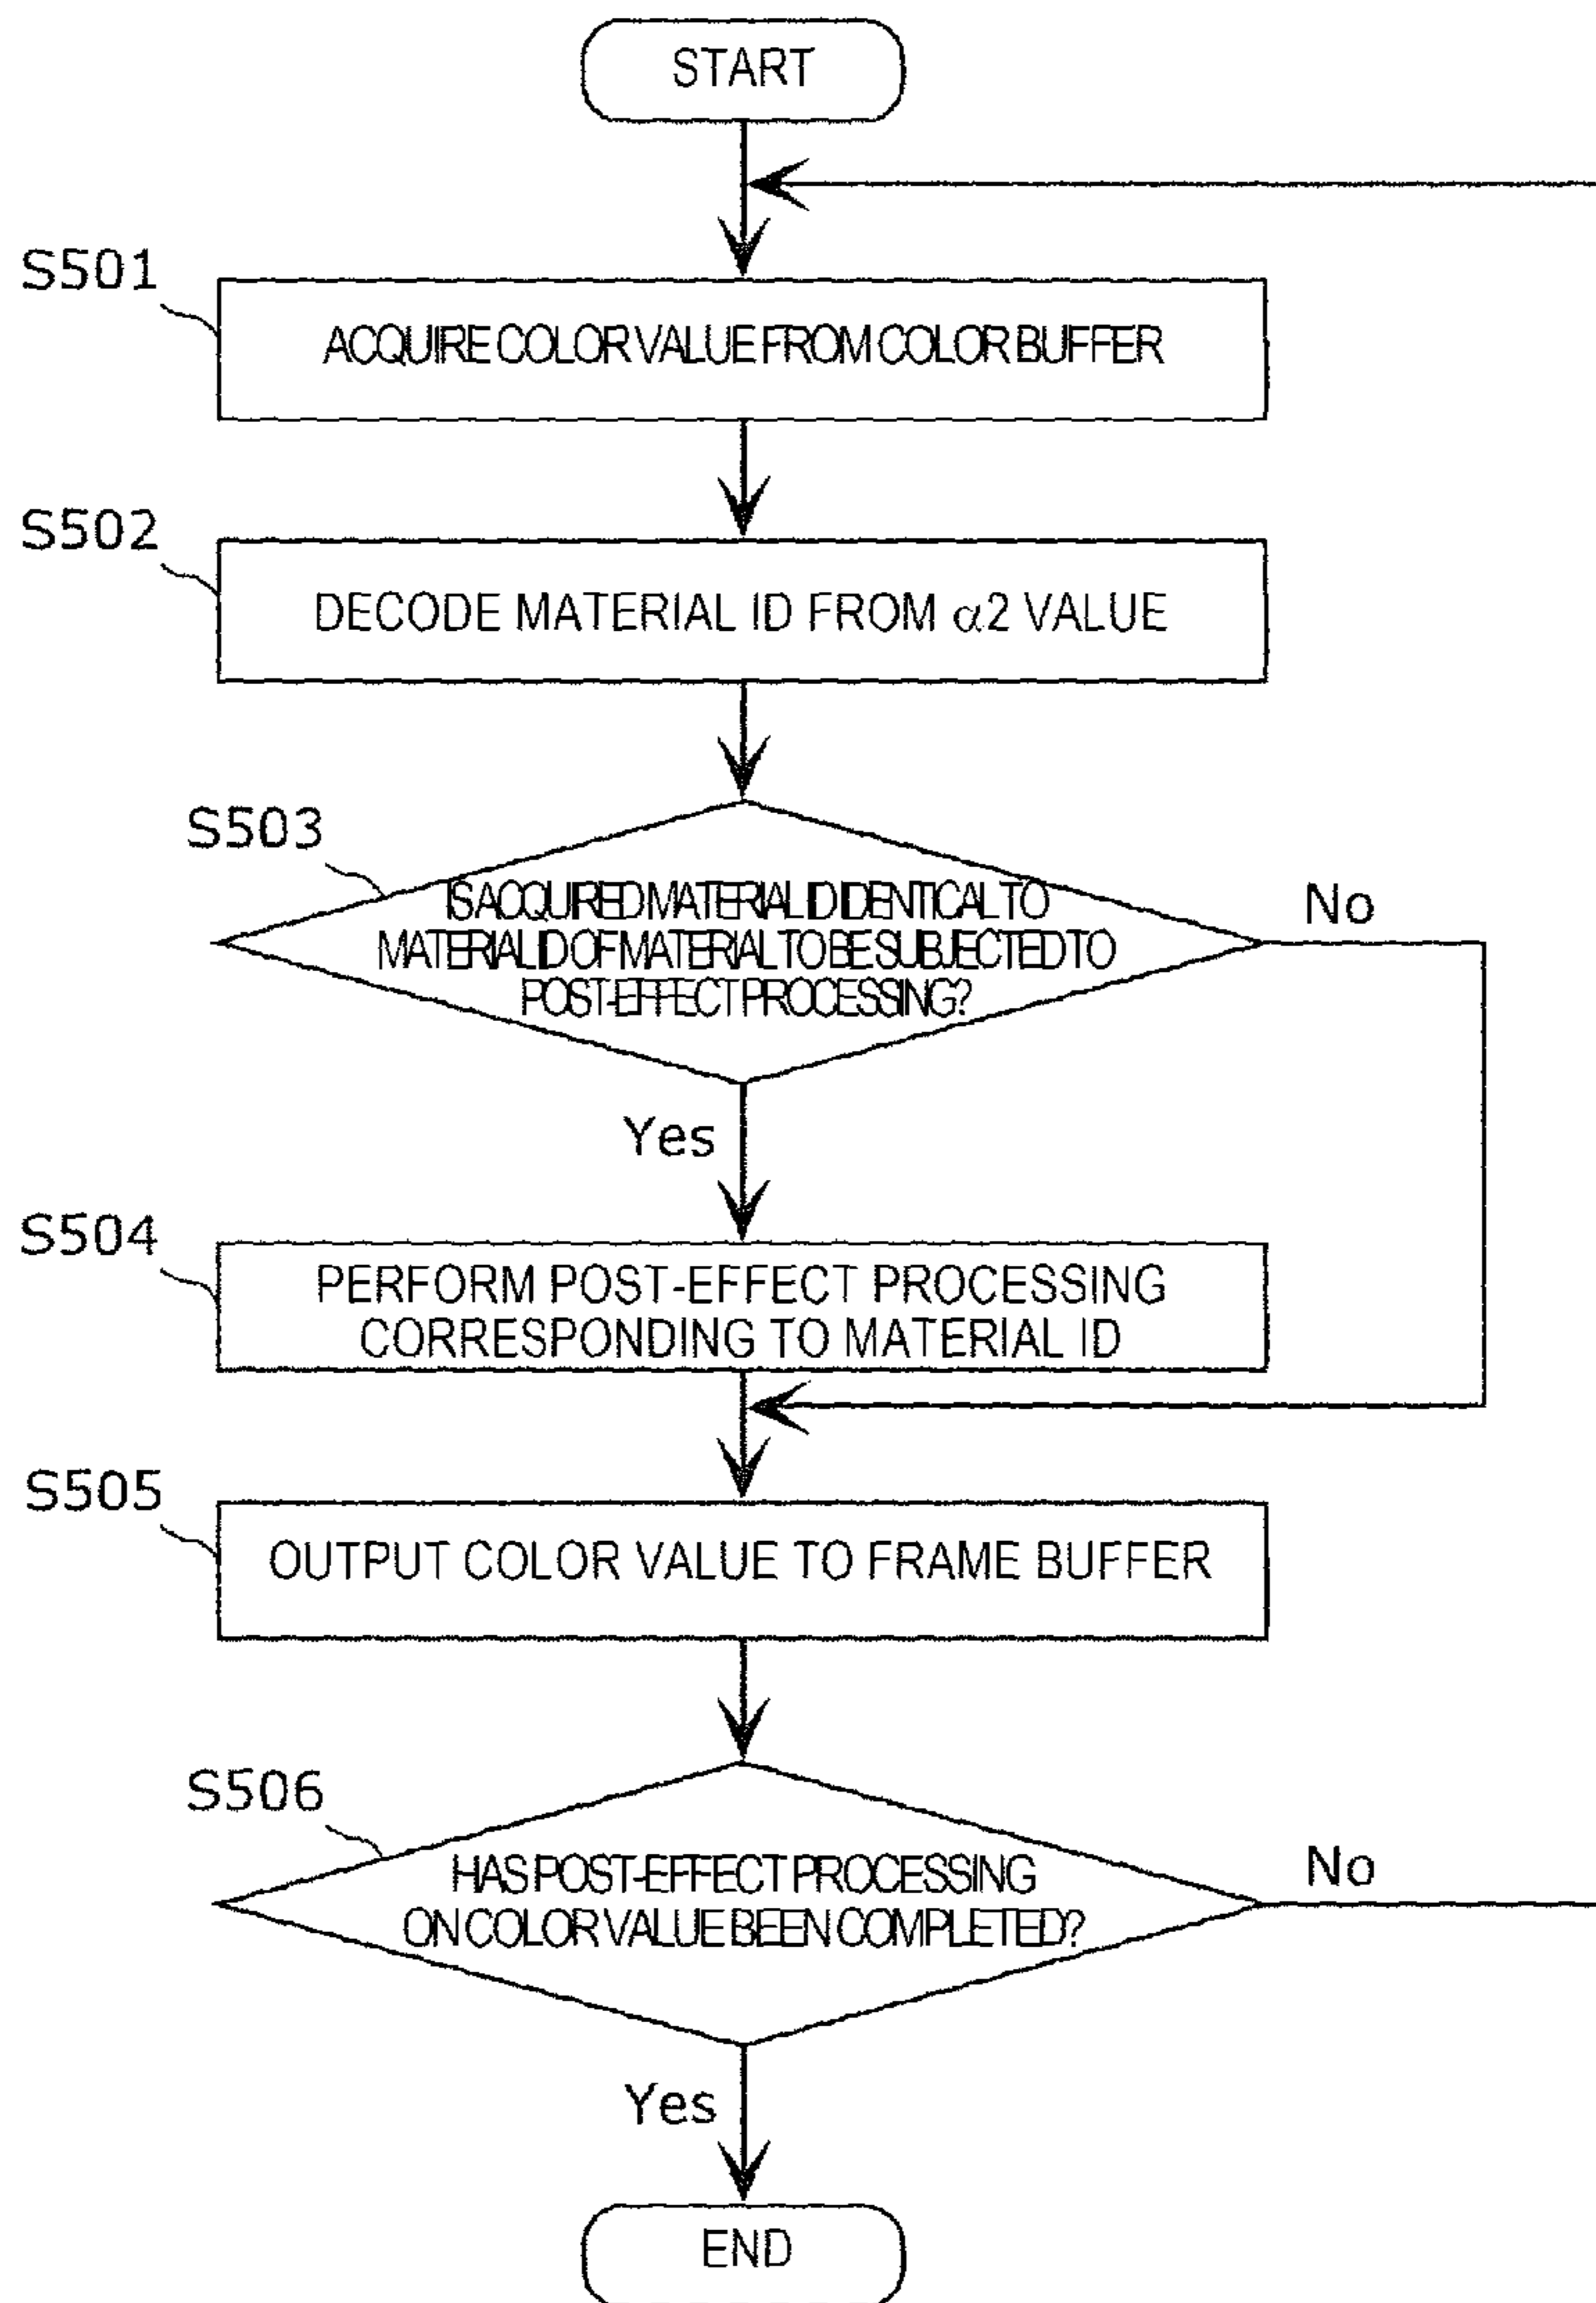 START
S501
ACQUIRE COLOR VALUE FROM COLOR BUFFER
S502
DECODE MATERIAL ID FROM α2 VALUE
S503
IS ACQUIRED MATERIAL ID IDENTICAL TO
MATERIAL ID OF MATERIAL TO BE SUBJECTED TO
POST-EFFECT PROCESSING?
No
Yes
S504
PERFORM POST-EFFECT PROCESSING
CORRESPONDING TO MATERIAL ID
S505
OUTPUT COLOR VALUE TO FRAME BUFFER
S506
HAS POST-EFFECT PROCESSING
ON COLOR VALUE BEEN COMPLETED?
No
Yes
END